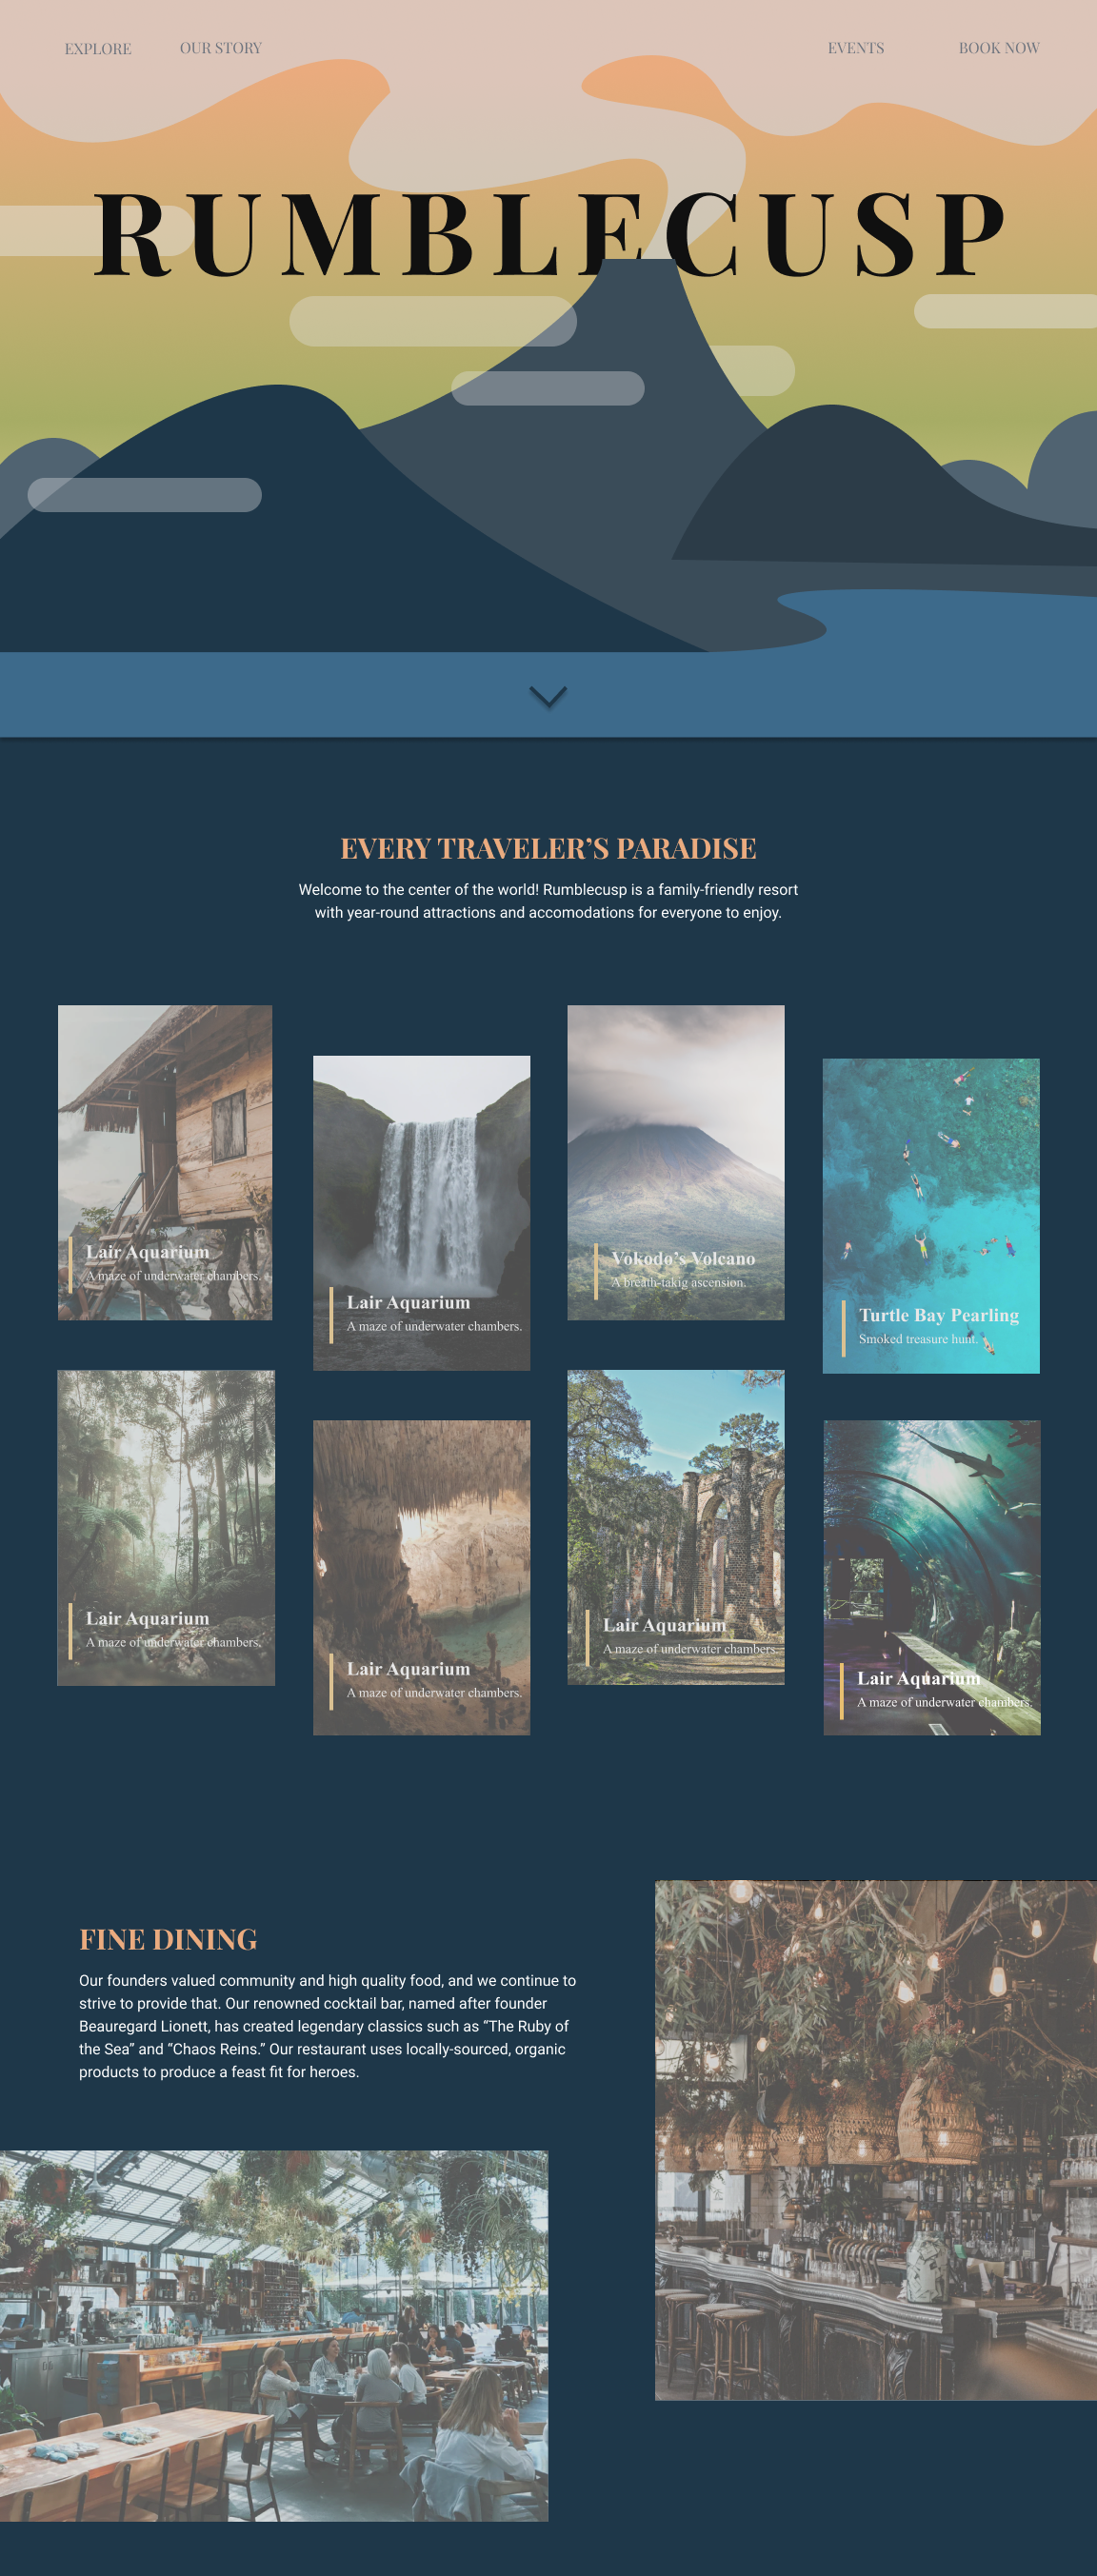 EXPLORE
OUR STORY
EVENTS
BOOK NOW
RUMBLECUSP
EVERY TRAVELER’S PARADISE
Welcome to the center of the world! Rumblecusp is a family-friendly resort
with year-round attractions and accomodations for everyone to enjoy.
Lair Aquarium
A maze of underwater chambers.
Lair Aquarium
A maze of underwater chambers.
Vokodo’s Volcano
A breath-takig ascension.
Turtle Bay Pearling
Smoked treasure hunt.
Lair Aquarium
A maze of underwater chambers.
Lair Aquarium
A maze of underwater chambers.
Lair Aquarium
A maze of underwater chambers.
Lair Aquarium
A maze of underwater chambers.
FINE DINING
Our founders valued community and high quality food, and we continue to
strive to provide that. Our renowned cocktail bar, named after founder
Beauregard Lionett, has created legendary classics such as “The Ruby of
the Sea” and “Chaos Reins.” Our restaurant uses locally-sourced, organic
products to produce a feast fit for heroes.